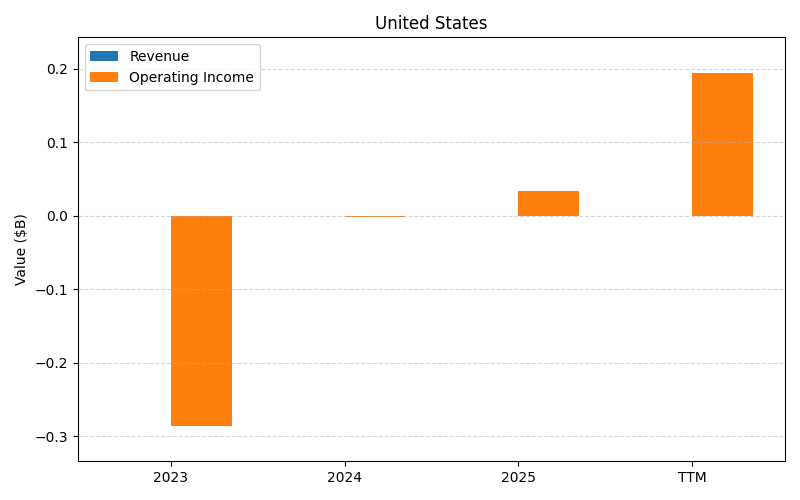 United States
Revenue
Operating Income
Value ($B)
0.2
0.1
0.0
−0.1
−0.2
−0.3
2023
2024
2025
TTM